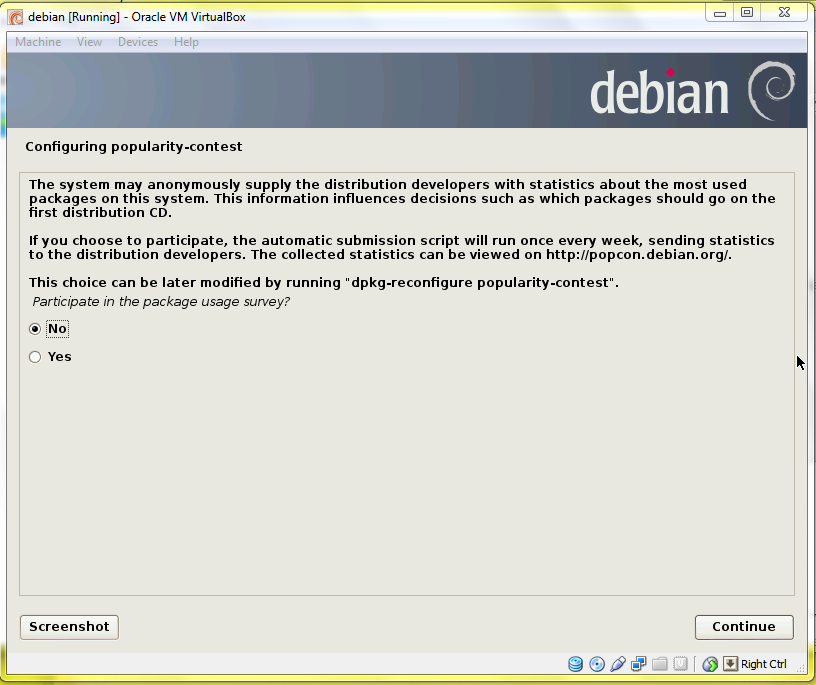 debian [Running] - Oracle VM VirtualBox
Machine View Devices Help
debian
Configuring popularity-contest
The system may anonymously supply the distribution developers with statistics about the most used
packages on this system. This information influences decisions such as which packages should go on the
first distribution CD.
If you choose to participate, the automatic submission script will run once every week, sending statistics
to the distribution developers. The collected statistics can be viewed on http://popcon.debian.org/.
This choice can be later modified by running "dpkg-reconfigure popularity-contest".
Participate in the package usage survey?
No
Yes
Screenshot
Continue
Right Ctrl